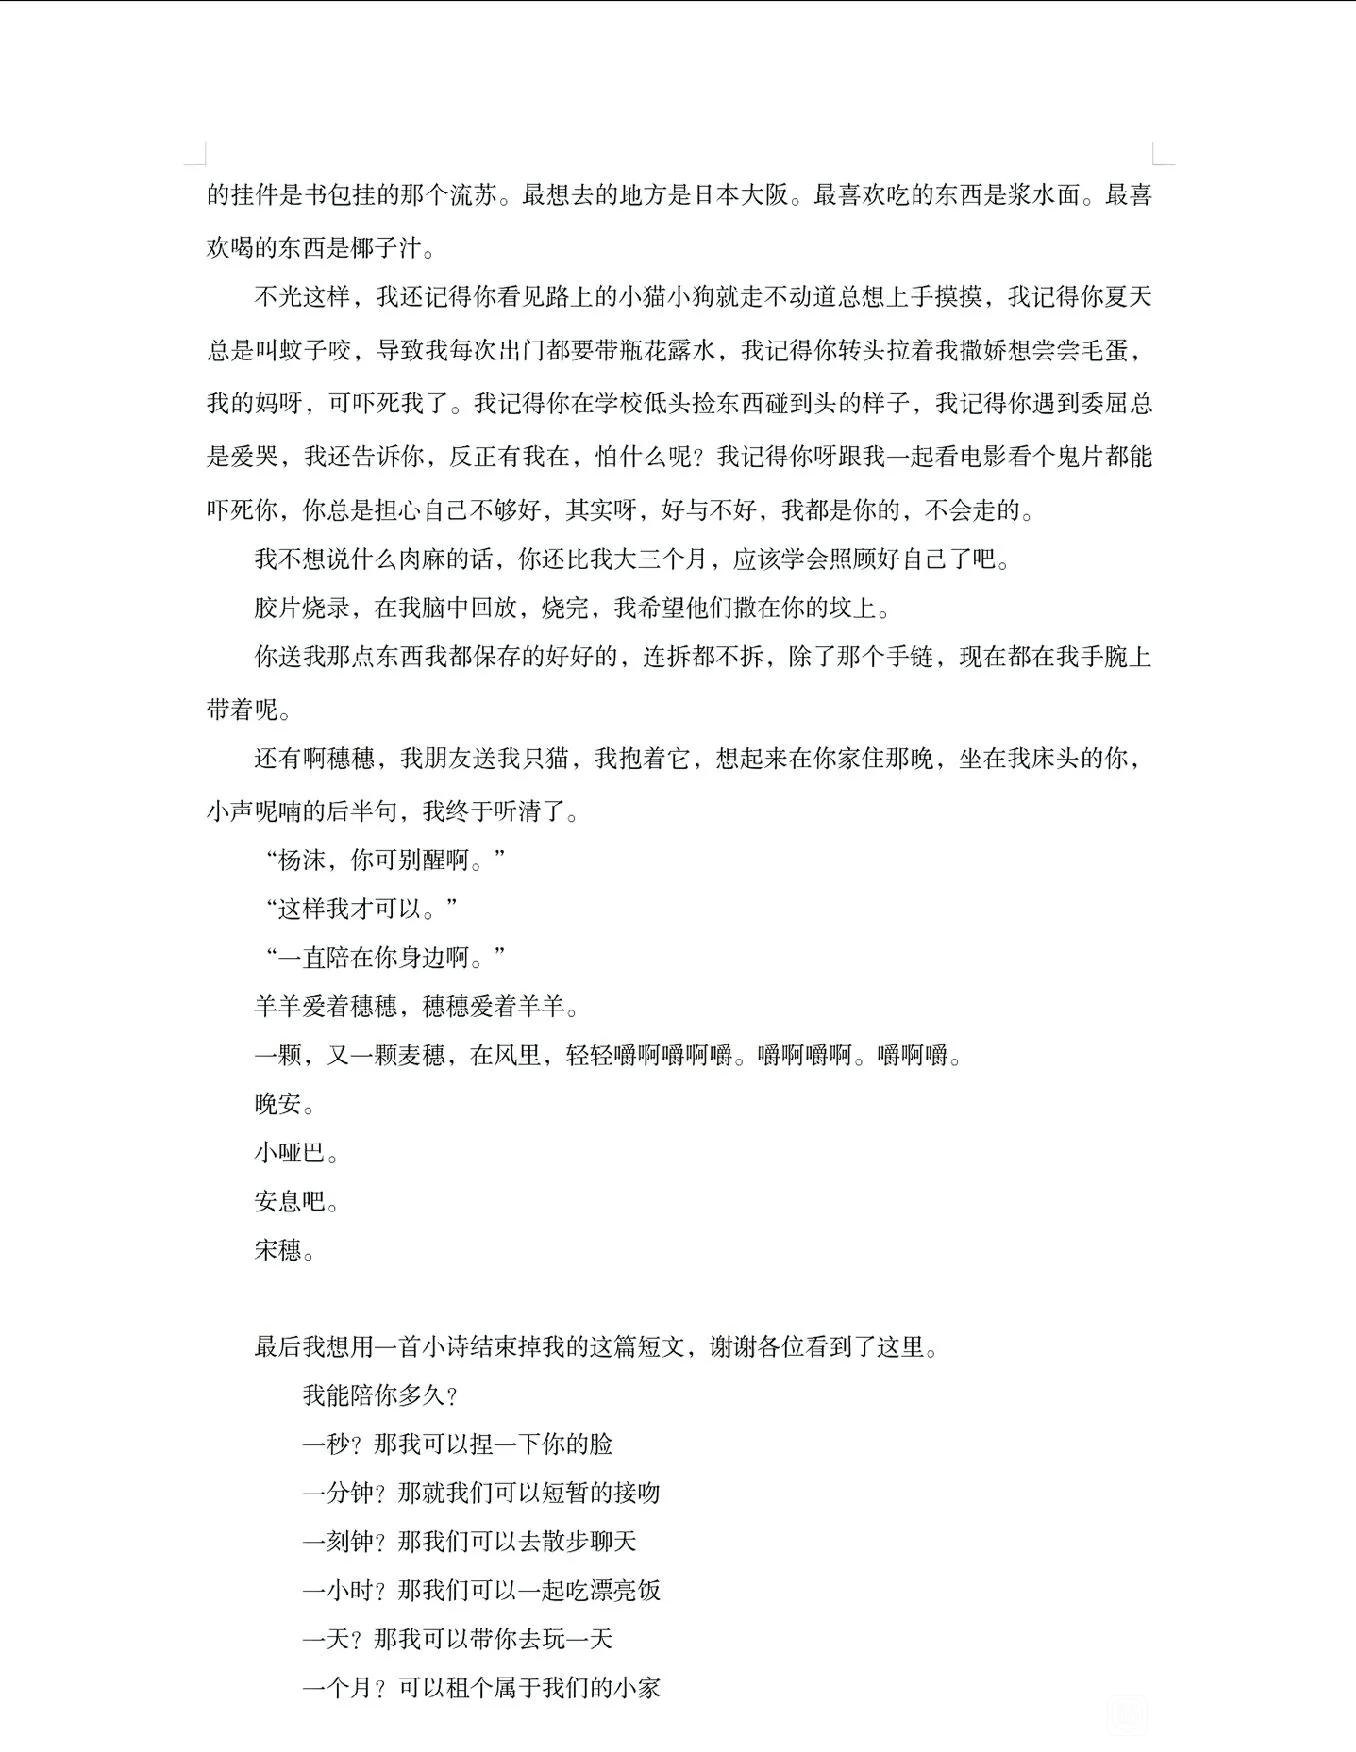 的挂件是书包挂的那个流苏。最想去的地方是日本大阪。最喜欢吃的东西是浆水面。最喜
欢喝的东西是椰子汁。
不光这样，我还记得你看见路上的小猫小狗就走不动道总想上手摸摸，我记得你夏天
总是叫蚊子咬，导致我每次出门都要带瓶花露水，我记得你转头拉着我撒娇想尝尝毛蛋，
我的妈呀，可吓死我了。我记得你在学校低头捡东西碰到头的样子，我记得你遇到委屈总
是爱哭，我还告诉你，反正有我在，怕什么呢？我记得你呀跟我一起看电影看个鬼片都能
吓死你，你总是担心自己不够好，其实呀，好与不好，我都是你的，不会走的。
我不想说什么肉麻的话，你还比我大三个月，应该学会照顾好自己了吧。
胶片烧录，在我脑中回放，烧完，我希望他们撒在你的坟上。
你送我那点东西我都保存的好好的，连拆都不拆，除了那个手链，现在都在我手腕上
带着呢。
还有啊穗穗，我朋友送我只猫，我抱着它，想起来在你家住那晚，坐在我床头的你，
小声呢喃的后半句，我终于听清了。
“杨沫，你可别醒啊。”
“这样我才可以。”
“一直陪在你身边啊。”
羊羊爱着穗穗，穗穗爱着羊羊。
一颗，又一颗麦穗，在风里，轻轻嚼啊嚼啊嚼。嚼啊嚼啊。嚼啊嚼。
晚安。
小哑巴。
安息吧。
宋穗。
最后我想用一首小诗结束掉我的这篇短文，谢谢各位看到了这里。
我能陪你多久？
一秒？那我可以捏一下你的脸
一分钟？那就我们可以短暂的接吻
一刻钟？那我们可以去散步聊天
一小时？那我们可以一起吃漂亮饭
一天？那我可以带你去玩一天
一个月？可以租个属于我们的小家